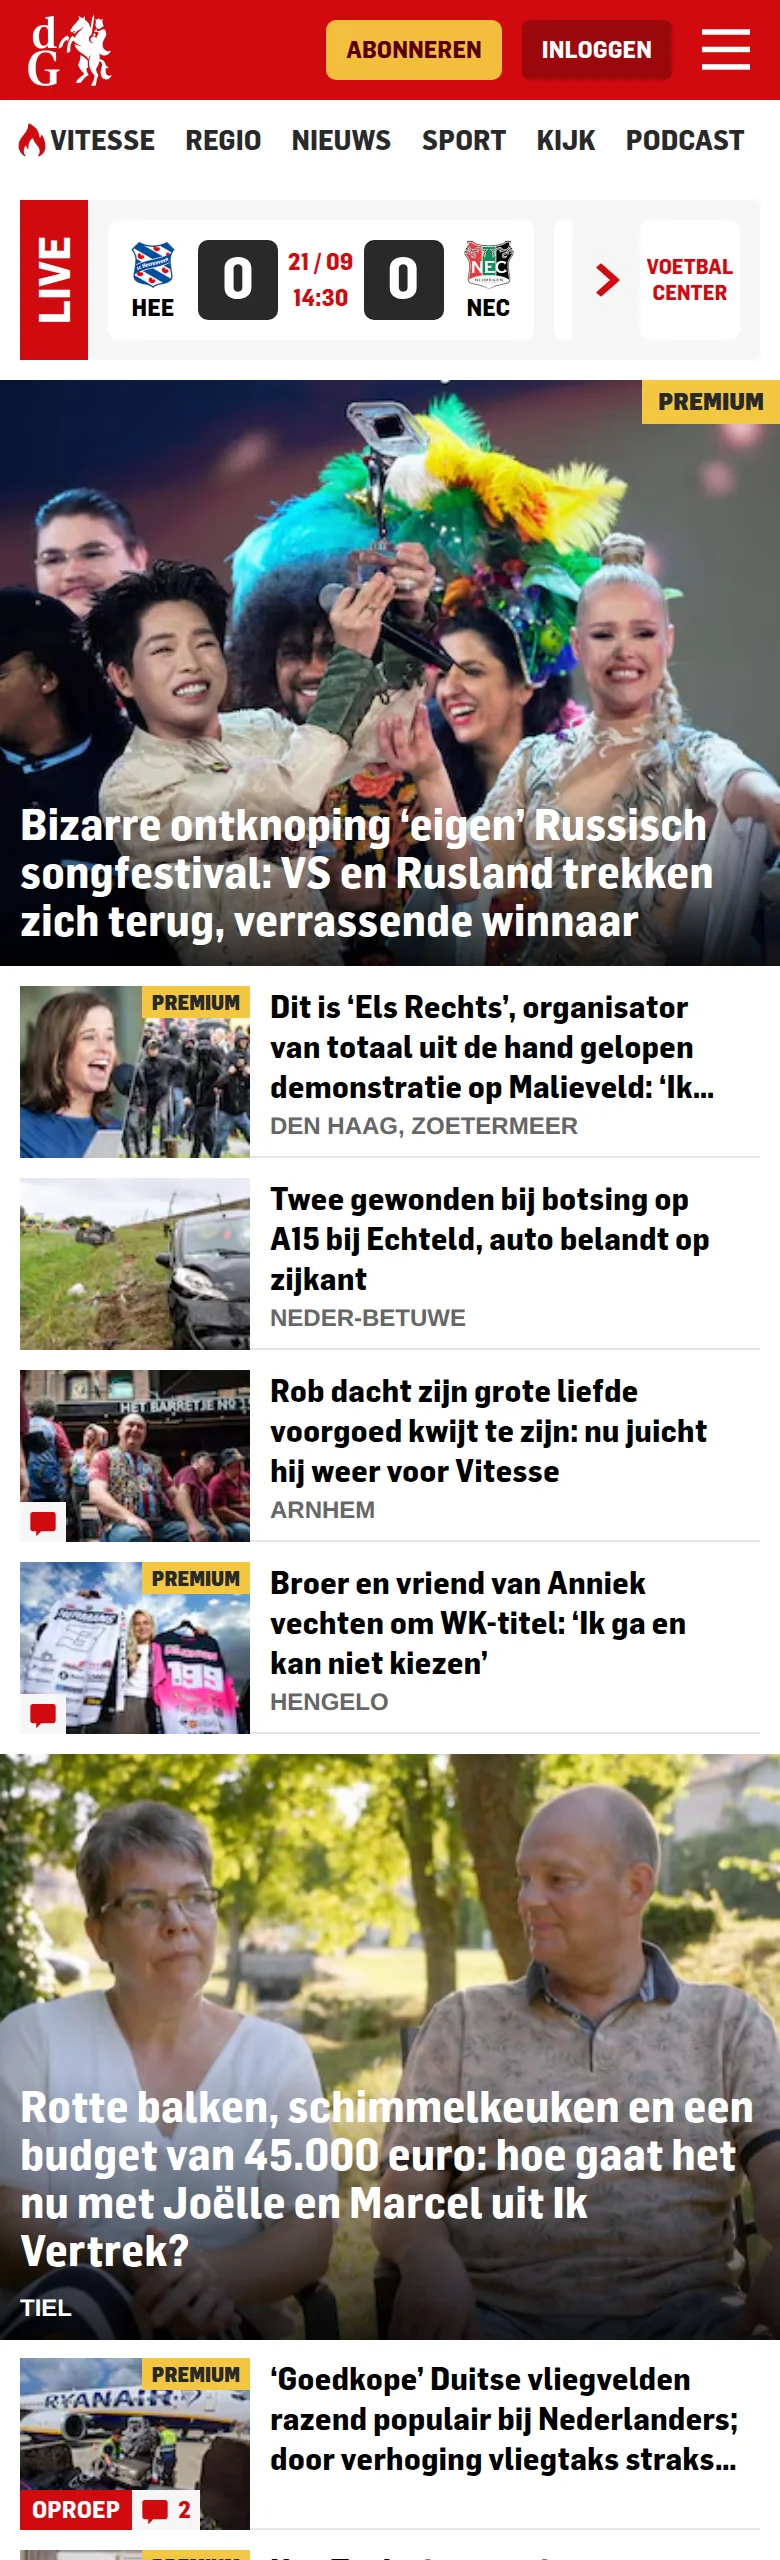 dG
ABONNEREN
INLOGGEN
VITESSE REGIO NIEUWS SPORT KIJK PODCAST
LIVE
HEE
0
21 / 09
14:30
0
NEC
NEC
VOETBAL
CENTER
PREMIUM
Bizarre ontknoping ‘eigen’ Russisch
songfestival: VS en Rusland trekken
zich terug, verrassende winnaar
PREMIUM
Dit is ‘Els Rechts’, organisator
van totaal uit de hand gelopen
demonstratie op Malieveld: ‘Ik...
DEN HAAG, ZOETERMEER
Twee gewonden bij botsing op
A15 bij Echteld, auto belandt op
zijkant
NEDER-BETUWE
HET BARRETJE NO 1
Rob dacht zijn grote liefde
voorgoed kwijt te zijn: nu juicht
hij weer voor Vitesse
ARNHEM
PREMIUM
199
Broer en vriend van Anniek
vechten om WK-titel: ‘Ik ga en
kan niet kiezen’
HENGELO
Rotte balken, schimmelkeuken en een
budget van 45.000 euro: hoe gaat het
nu met Joëlle en Marcel uit Ik
Vertrek?
TIEL
PREMIUM
RYANAIR
OPROEP
2
‘Goedkope’ Duitse vliegvelden
razend populair bij Nederlanders;
door verhoging vliegtaks straks...